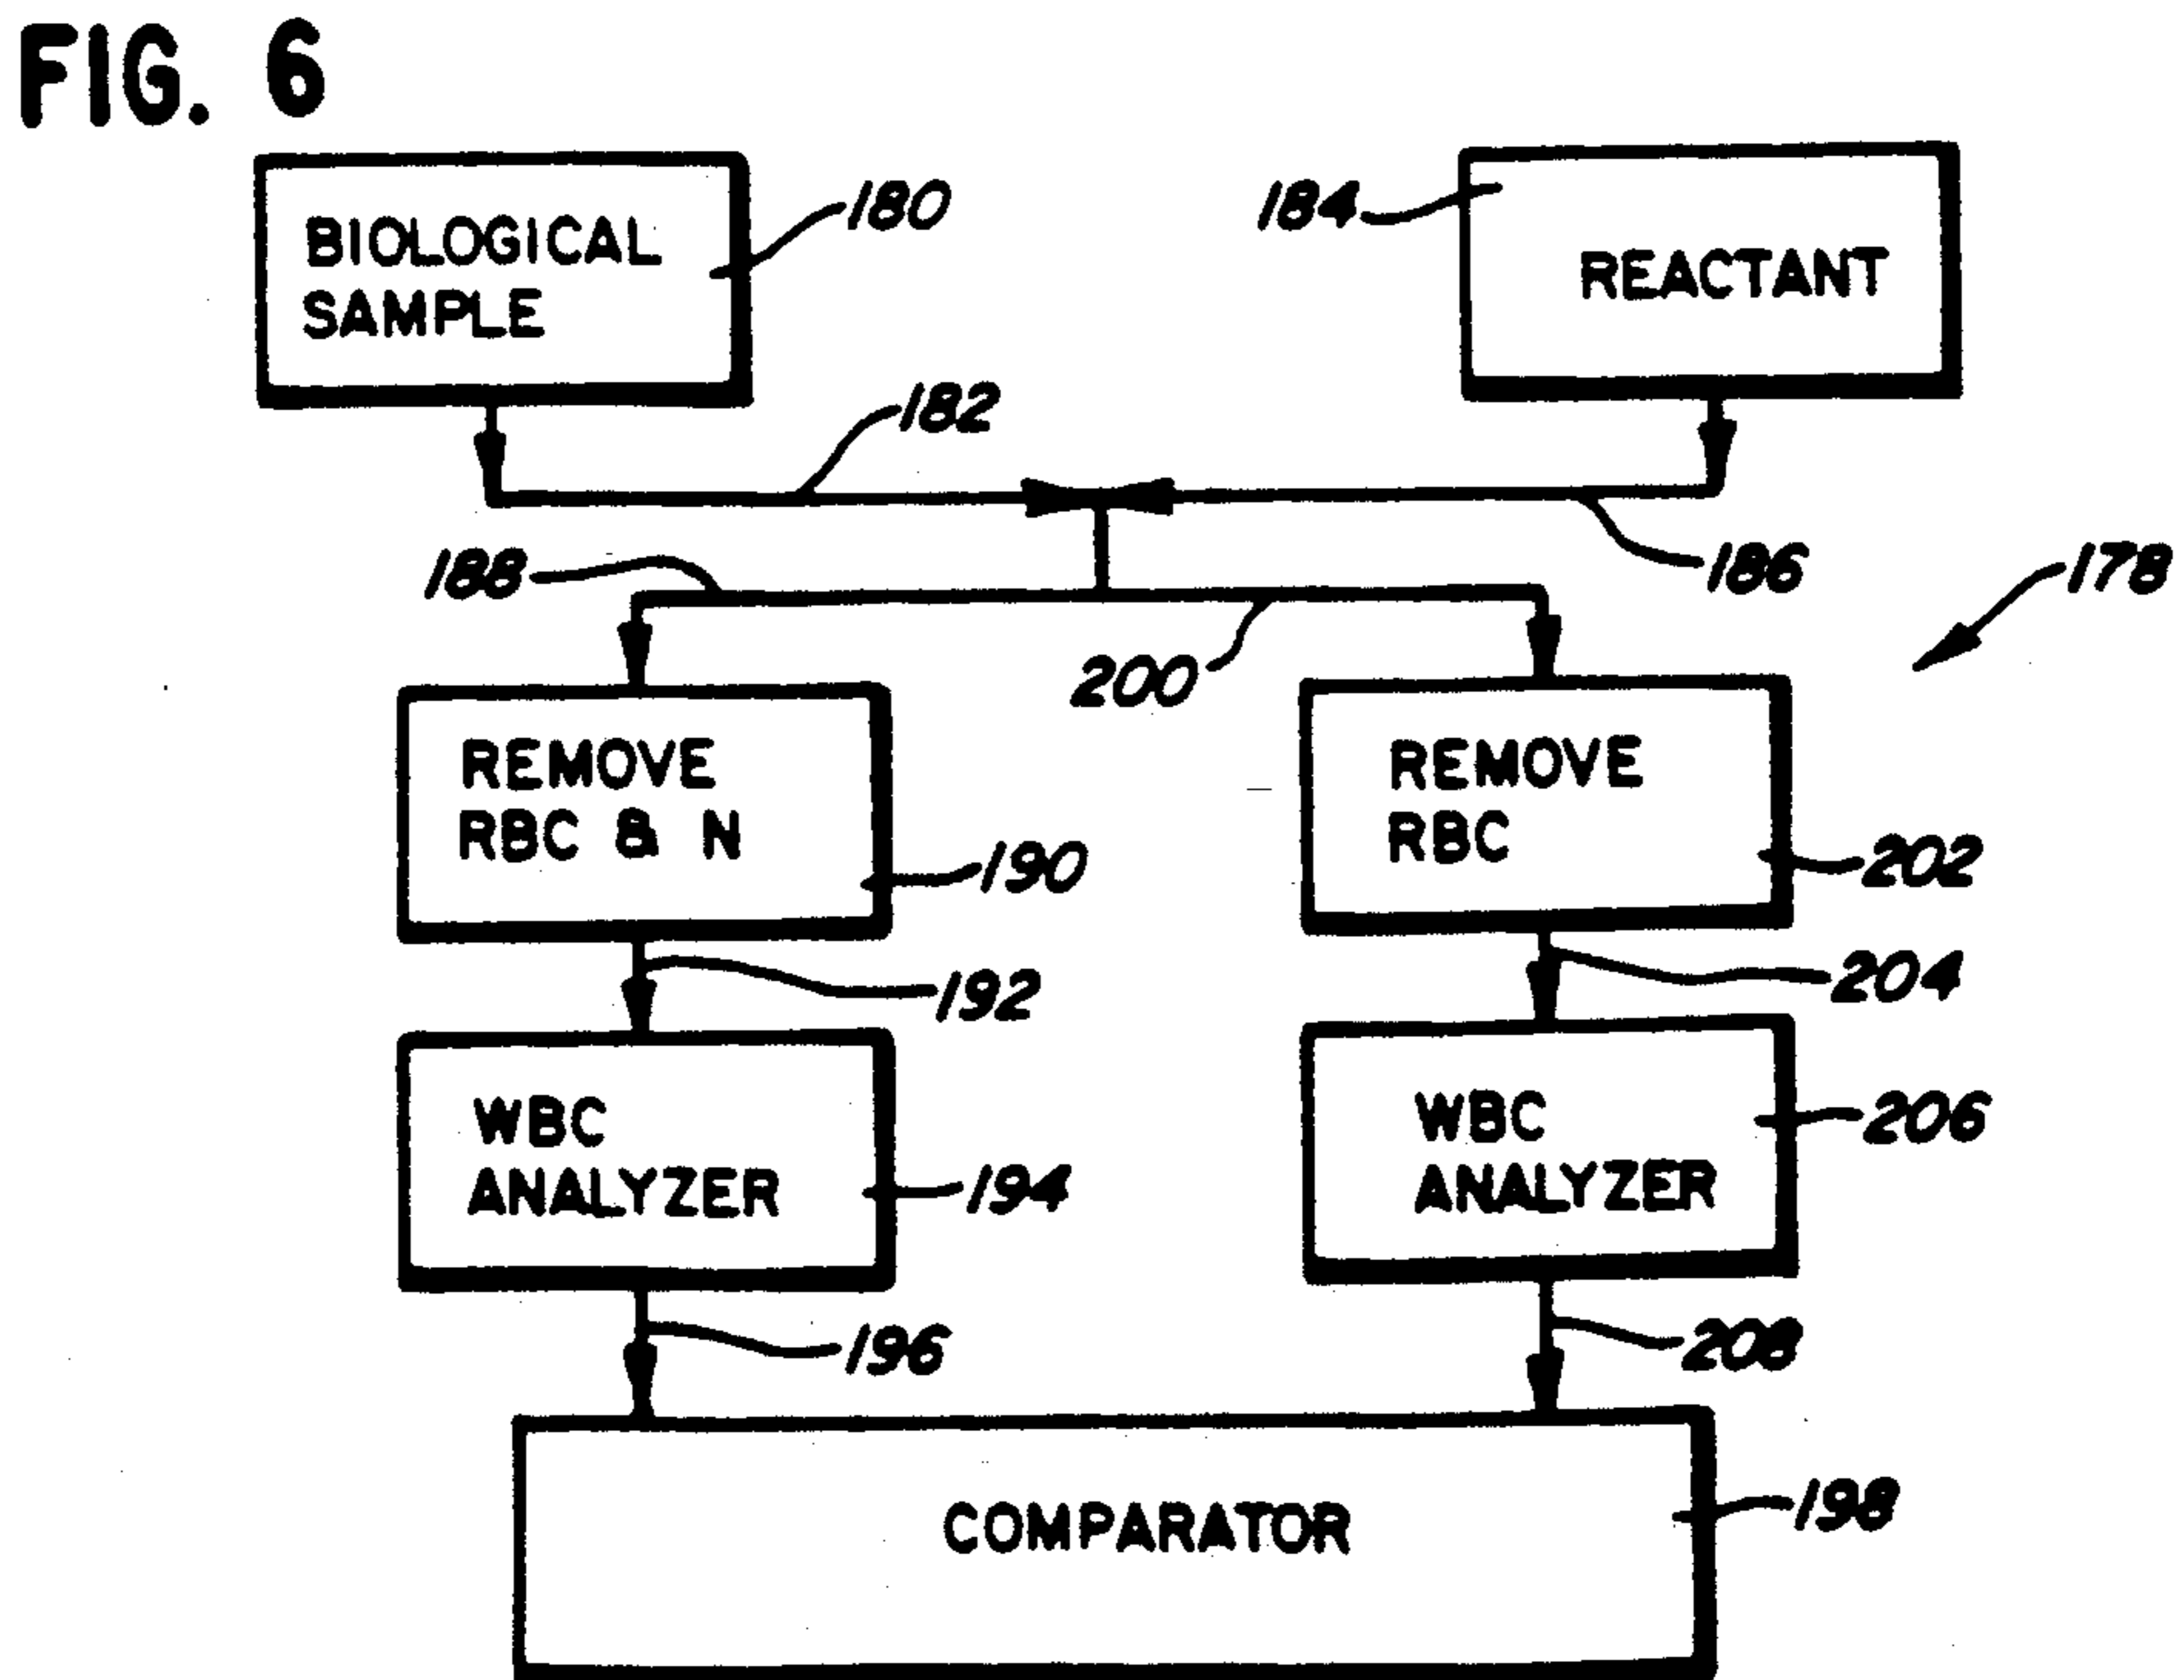 FIG. 6
BIOLOGICAL
SAMPLE
180
184
REACTANT
182
186
188
200
178
REMOVE
RBC & N
190
REMOVE
RBC
202
192
204
WBC
ANALYZER
194
WBC
ANALYZER
206
196
208
COMPARATOR
198